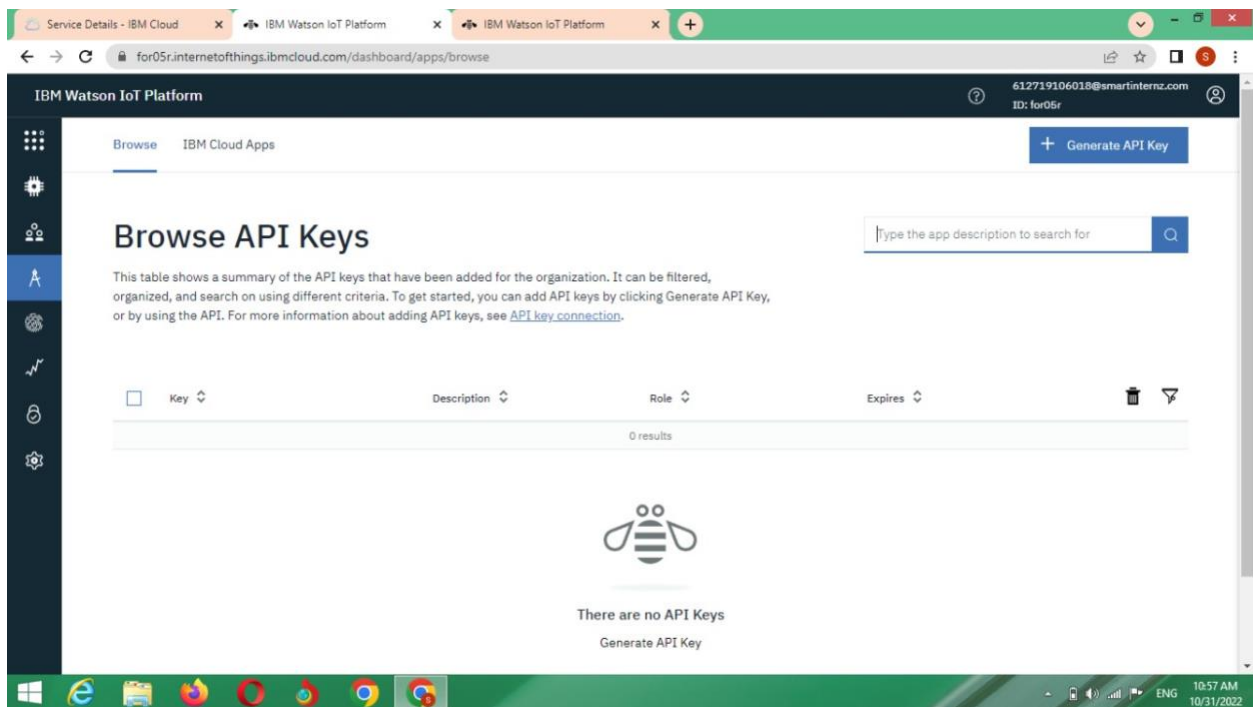 Service Details - IBM Cloud
IBM Watson IoT Platform
IBM Watson IoT Platform
for05r.internetofthings.ibmcloud.com/dashboard/apps/browse
S
IBM Watson IoT Platform
612719106018@smartinternz.com
ID: for05r
Browse
IBM Cloud Apps
+ Generate API Key
Browse API Keys
Type the app description to search for
This table shows a summary of the API keys that have been added for the organization. It can be filtered,
organized, and search on using different criteria. To get started, you can add API keys by clicking Generate API Key,
or by using the API. For more information about adding API keys, see API key connection.
Key
Description
Role
Expires
0 results
There are no API Keys
Generate API Key
ENG
10:57 AM
10/31/2022